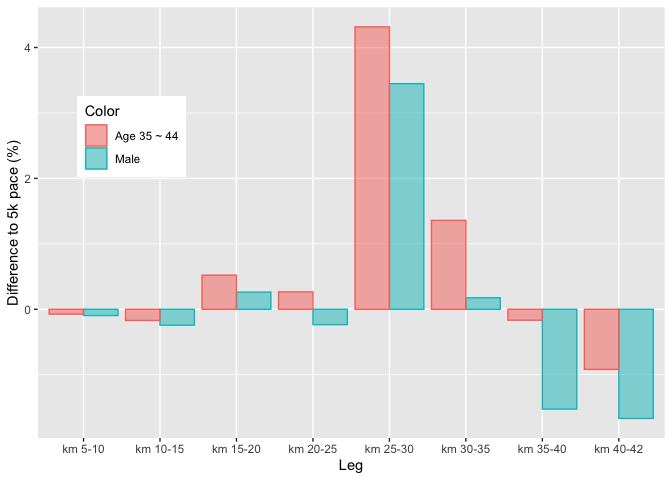 Difference to 5k pace (%)
4
2
0
Color
Age 35 ~ 44
Male
km 5-10 km 10-15 km 15-20 km 20-25 km 25-30 km 30-35 km 35-40 km 40-42
Leg